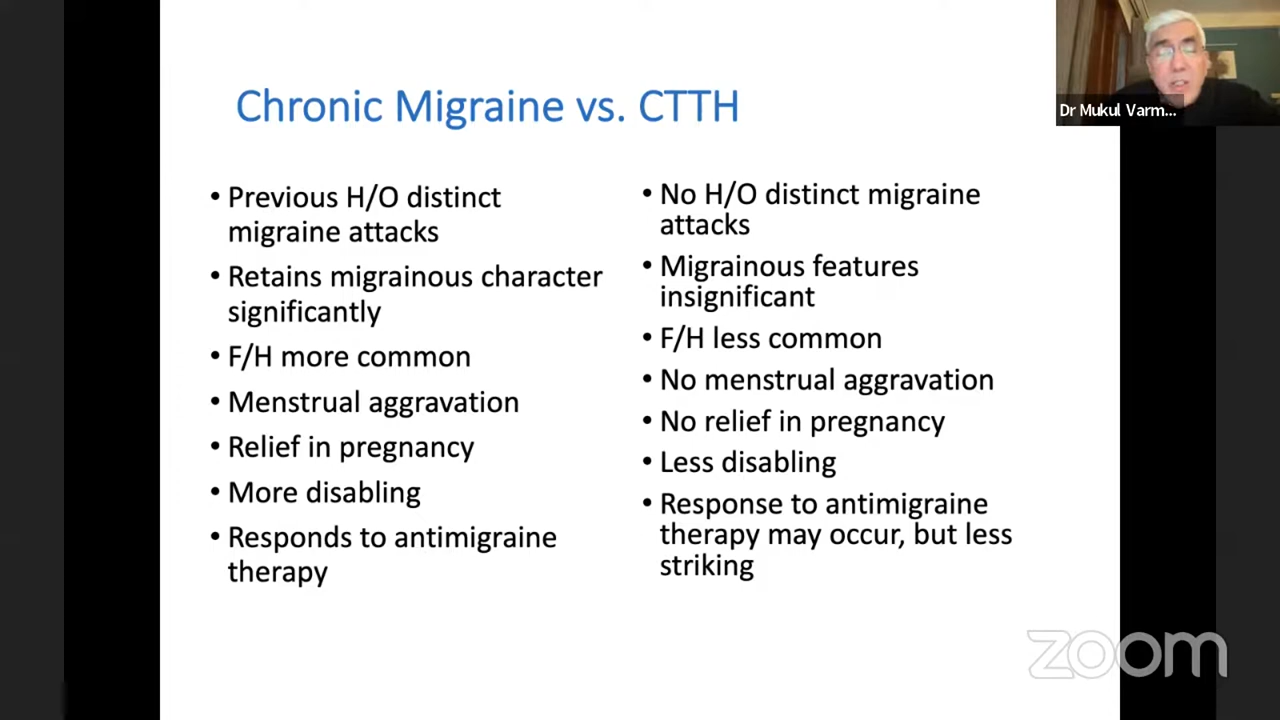 Chronic Migraine vs. CTTH
• Previous H/O distinct
migraine attacks
• Retains migrainous character
significantly
• F/H more common
• Menstrual aggravation
• Relief in pregnancy
• More disabling
• Responds to antimigraine
therapy
• No H/O distinct migraine
attacks
• Migrainous features
insignificant
• F/H less common
• No menstrual aggravation
• No relief in pregnancy
• Less disabling
• Response to antimigraine
therapy may occur, but less
striking
Dr Mukul Varm...
zoom